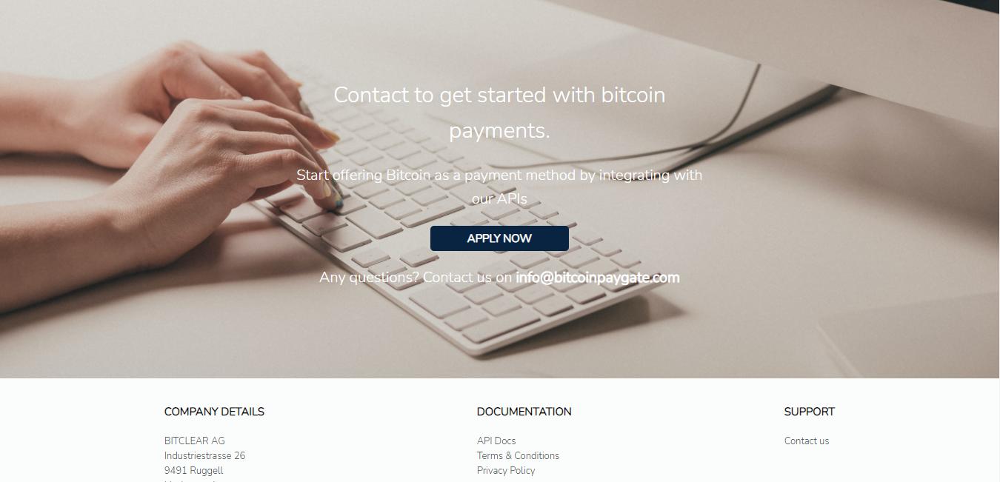 Contact to get started with bitcoin
payments.
Start offering Bitcoin as a payment method by integrating with
our APIs
APPLY NOW
Any questions? Contact us on info@bitcoinpaygate.com
COMPANY DETAILS
BITCLEAR AG
Industriestrasse 26
9491 Ruggell
DOCUMENTATION
API Docs
Terms & Conditions
Privacy Policy
SUPPORT
Contact us